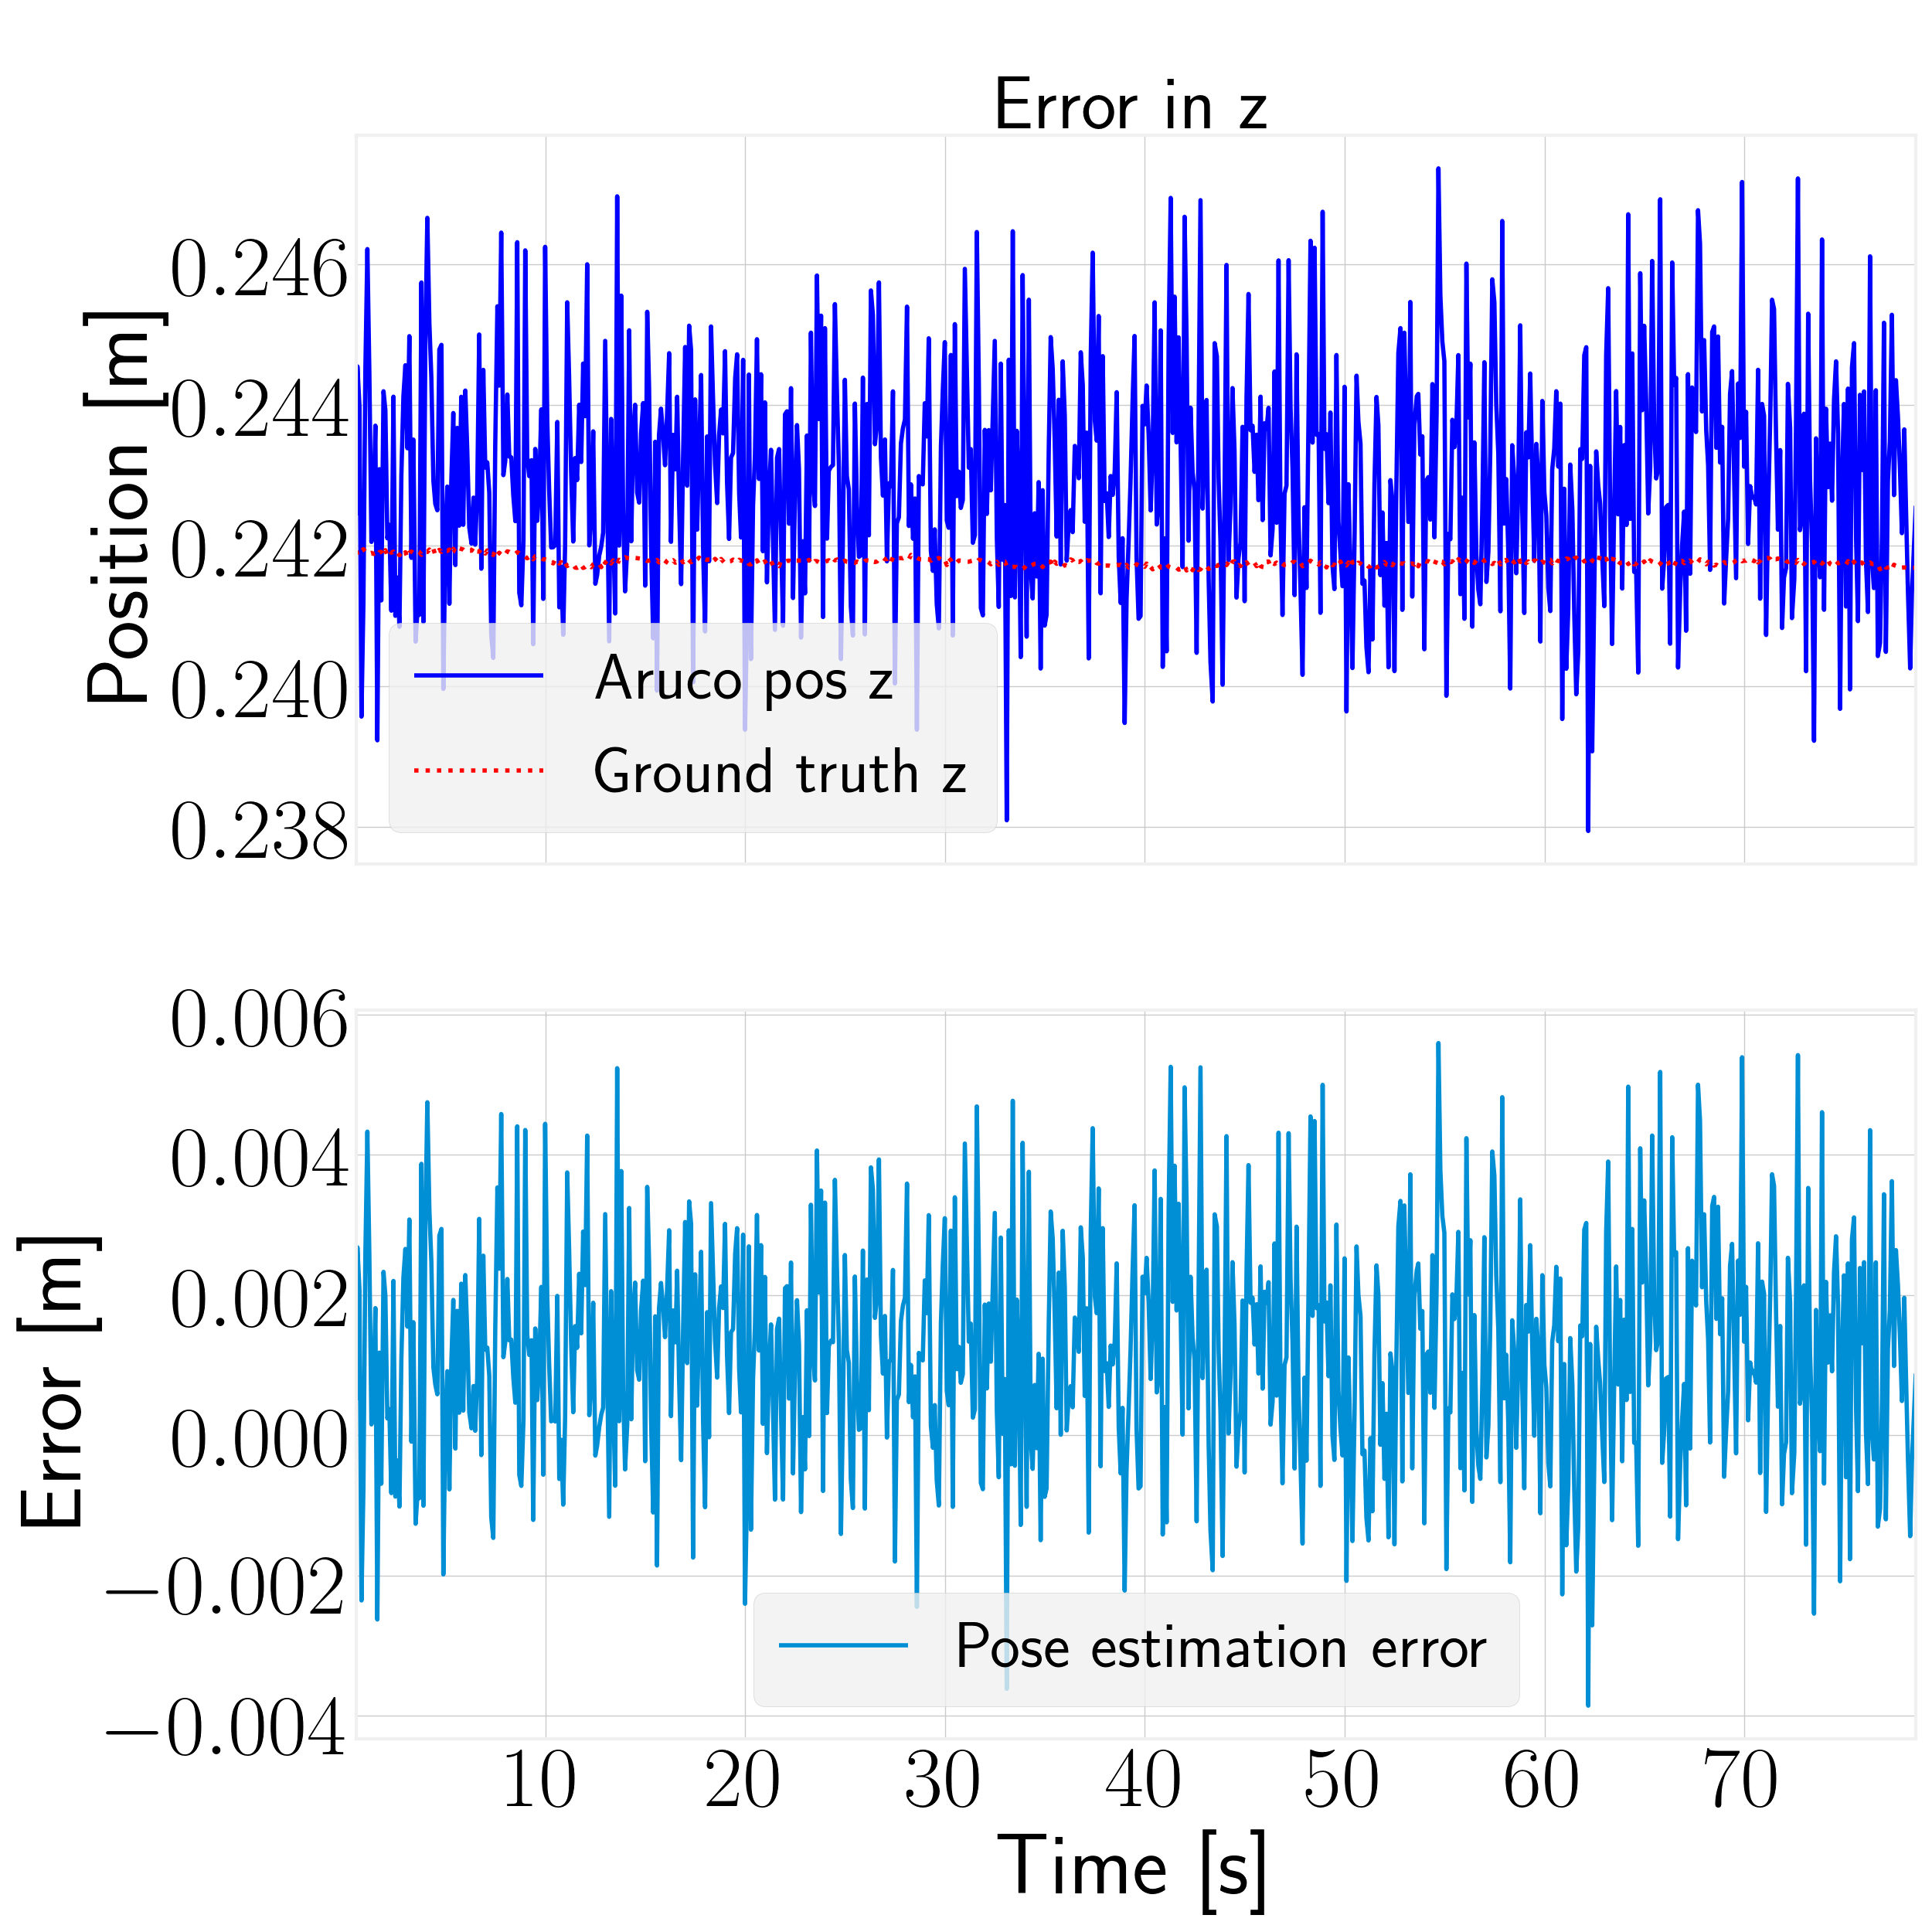 Error in z
Position [m]
0.246
0.244
0.242
0.240
0.238
Aruco pos z
Ground truth z
Error [m]
0.006
0.004
0.002
0.000
−0.002
−0.004
Pose estimation error
10 20 30 40 50 60 70
Time [s]